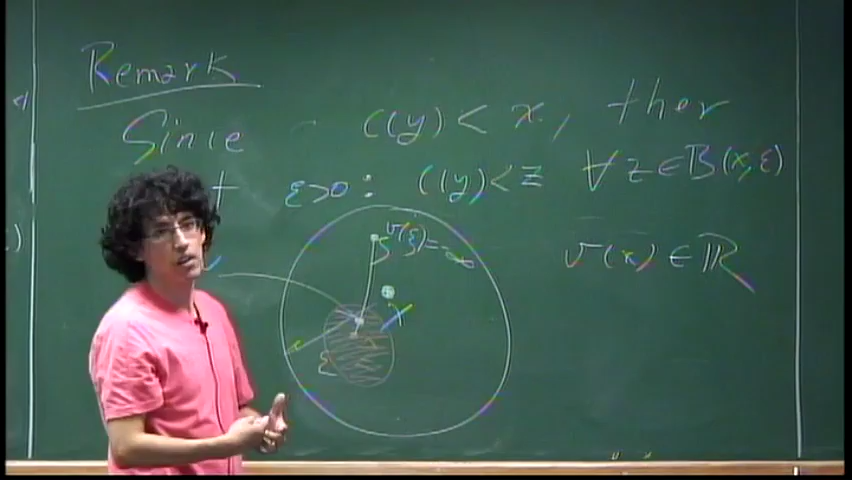 Remark
Since c(y) < x, then
ε>0: c(y)<z ∀z∈B(x,ε)
v(ξ)=-∞
v(x)∈ℝ
ε